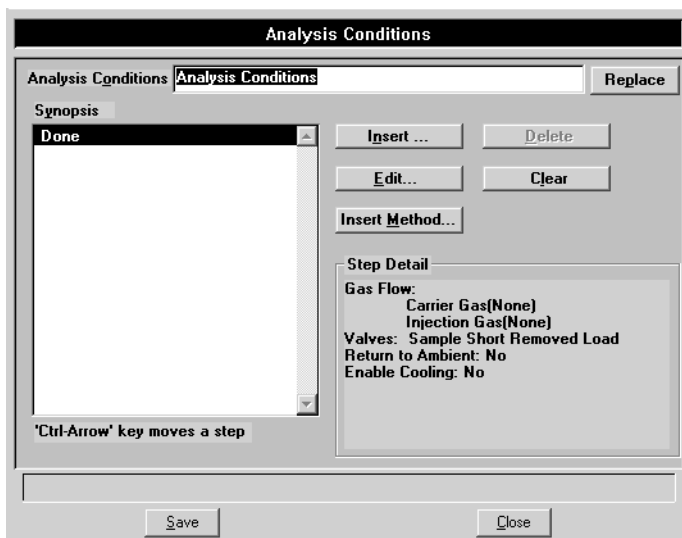 Analysis Conditions
Analysis Conditions Analysis Conditions Replace
Synopsis
Done
Insert ... Delete
Edit... Clear
Insert Method...
Step Detail
Gas Flow:
Carrier Gas(None)
Injection Gas(None)
Valves: Sample Short Removed Load
Return to Ambient: No
Enable Cooling: No
'Ctrl-Arrow' key moves a step
Save Close